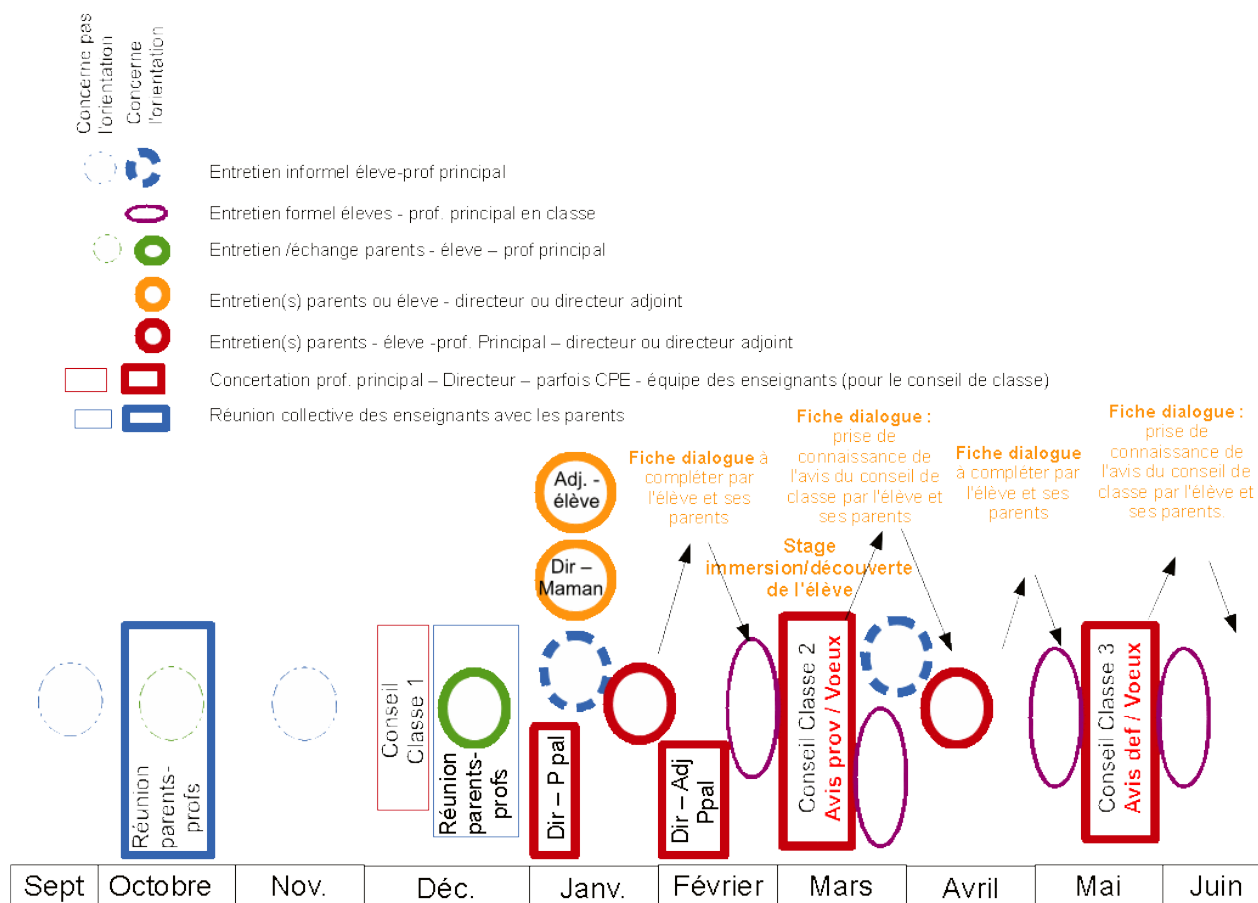 Concerne pas
l'orientation
Concerne
l'orientation
Entretien informel éleve-prof principal
Entretien formel éleves - prof. principal en classe
Entretien /échange parents - éleve – prof principal
Entretien(s) parents ou éleve - directeur ou directeur adjoint
Entretien(s) parents - éleve -prof. Principal – directeur ou directeur adjoint
Concertation prof. principal – Directeur – parfois CPE - équipe des enseignants (pour le conseil de classe)
Réunion collective des enseignants avec les parents
Adj. -
élève
Dir –
Maman
Fiche dialogue à
compléter par
l'élève et ses
parents
Fiche dialogue :
prise de
connaissance de
l'avis du conseil de
classe par l'élève et
ses parents
Fiche dialogue
à compléter par
l'élève et ses
parents
Fiche dialogue :
prise de
connaissance de
l'avis du conseil de
classe par l'élève et
ses parents.
Stage
immersion/découverte
de l'élève
Réunion
parents-
profs
Conseil
Classe 1
Réunion
parents-
profs
Dir – P pal
Dir – Adj
Ppal
Conseil Classe 2
Avis prov / Voeux
Conseil Classe 3
Avis def / Voeux
Sept
Octobre
Nov.
Déc.
Janv.
Février
Mars
Avril
Mai
Juin